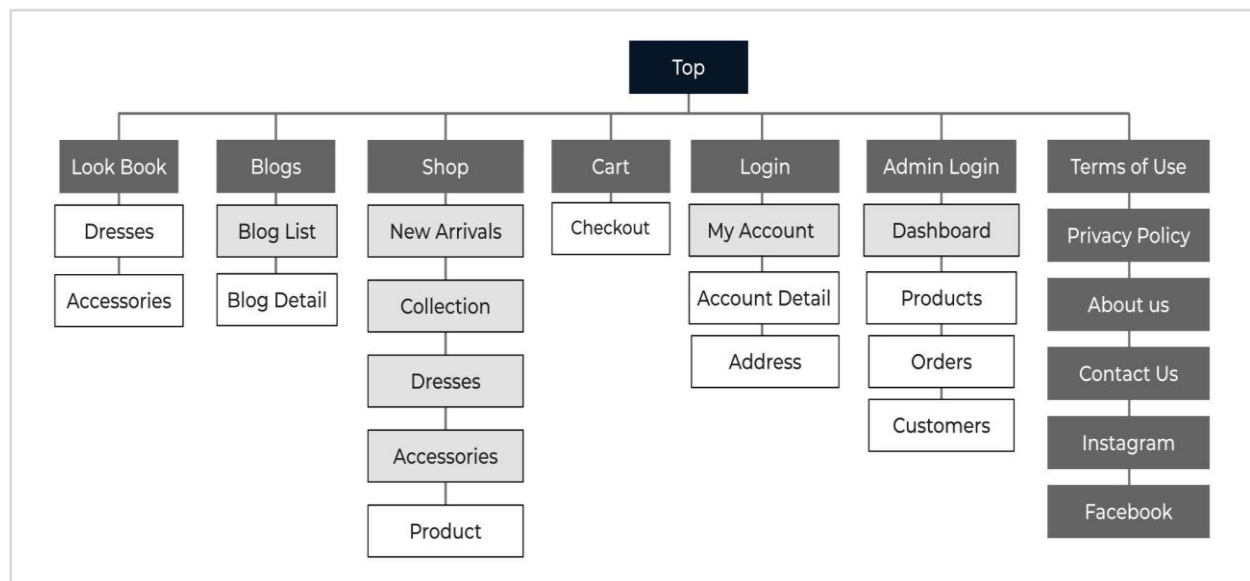 Top
Look Book
Dresses
Accessories
Blogs
Blog List
Blog Detail
Shop
New Arrivals
Collection
Dresses
Accessories
Product
Cart
Checkout
Login
My Account
Account Detail
Address
Admin Login
Dashboard
Products
Orders
Customers
Terms of Use
Privacy Policy
About us
Contact Us
Instagram
Facebook